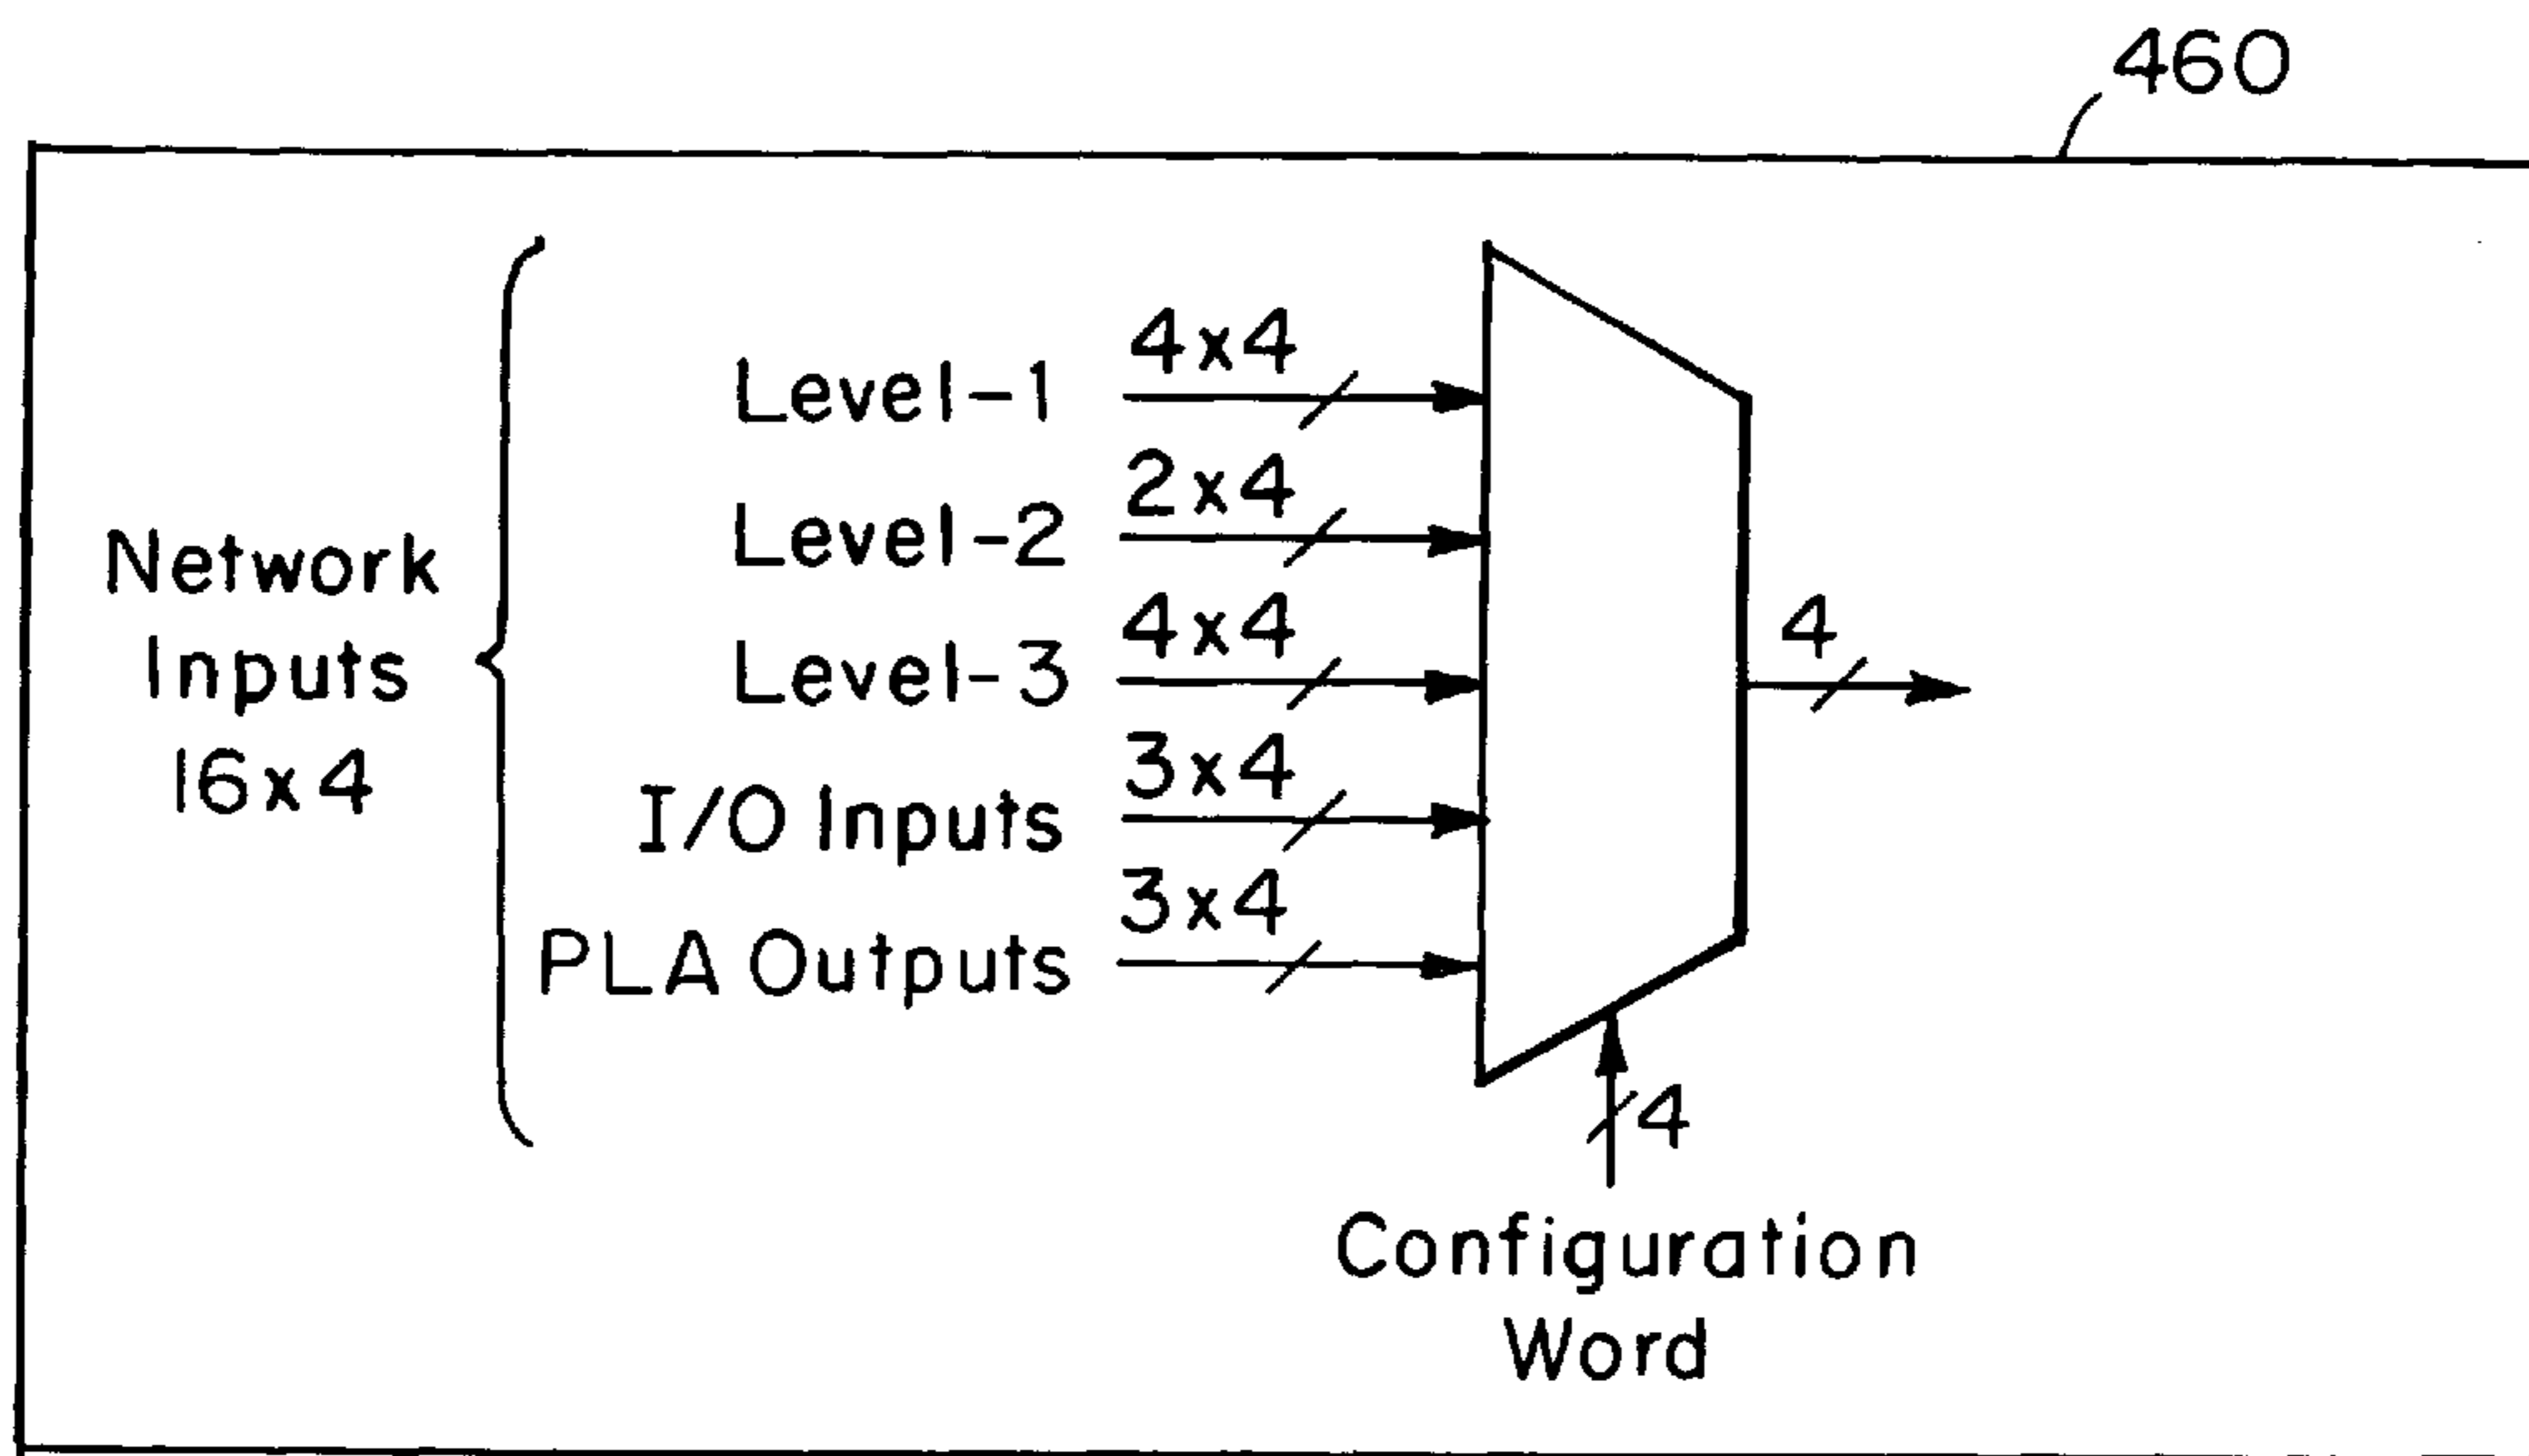 460
Network
Inputs
16x4
Level-1
4x4
Level-2
2x4
Level-3
4x4
I/O Inputs
3x4
PLA Outputs
3x4
4
4
Configuration
Word